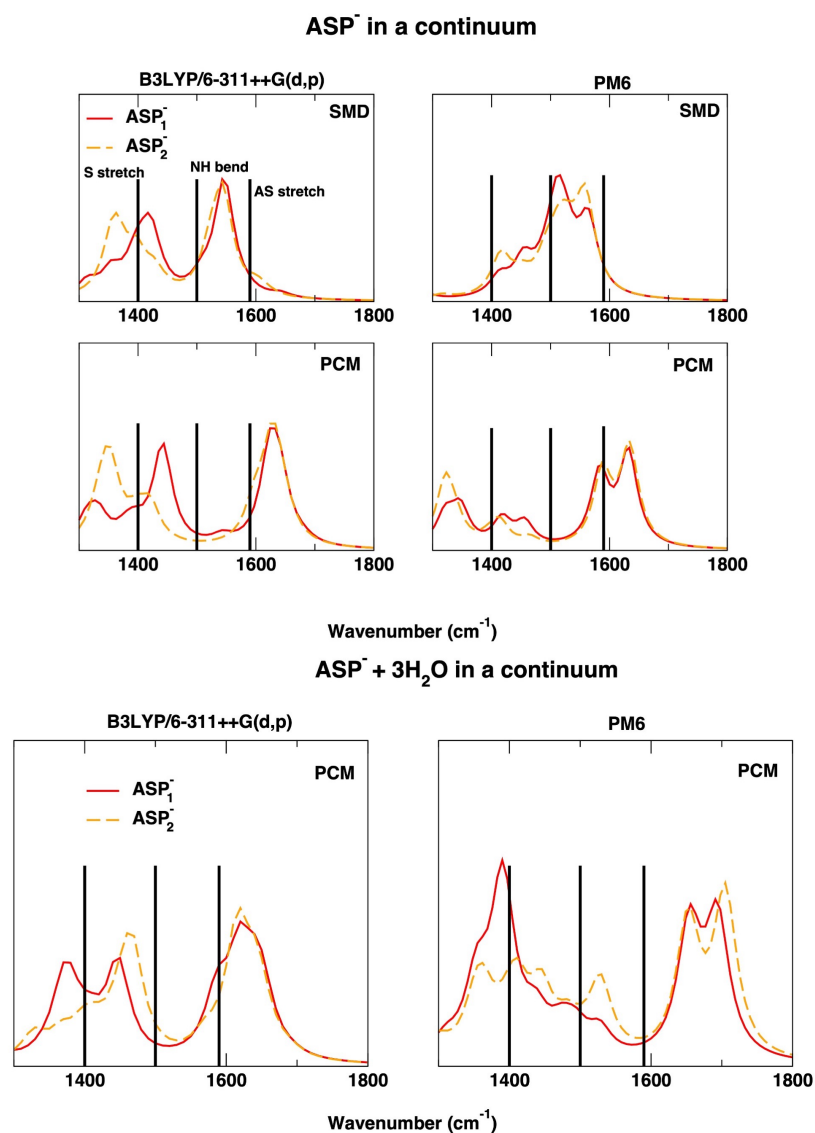 ASP⁻ in a continuum
B3LYP/6-311++G(d,p)
PM6
SMD
SMD
ASP₁⁻
ASP₂⁻
S stretch
NH bend
AS stretch
1400 1600 1800
1400 1600 1800
PCM
PCM
1400 1600 1800
1400 1600 1800
Wavenumber (cm⁻¹)
ASP⁻ + 3H₂O in a continuum
B3LYP/6-311++G(d,p)
PM6
PCM
PCM
ASP₁⁻
ASP₂⁻
1400 1600 1800
1400 1600 1800
Wavenumber (cm⁻¹)